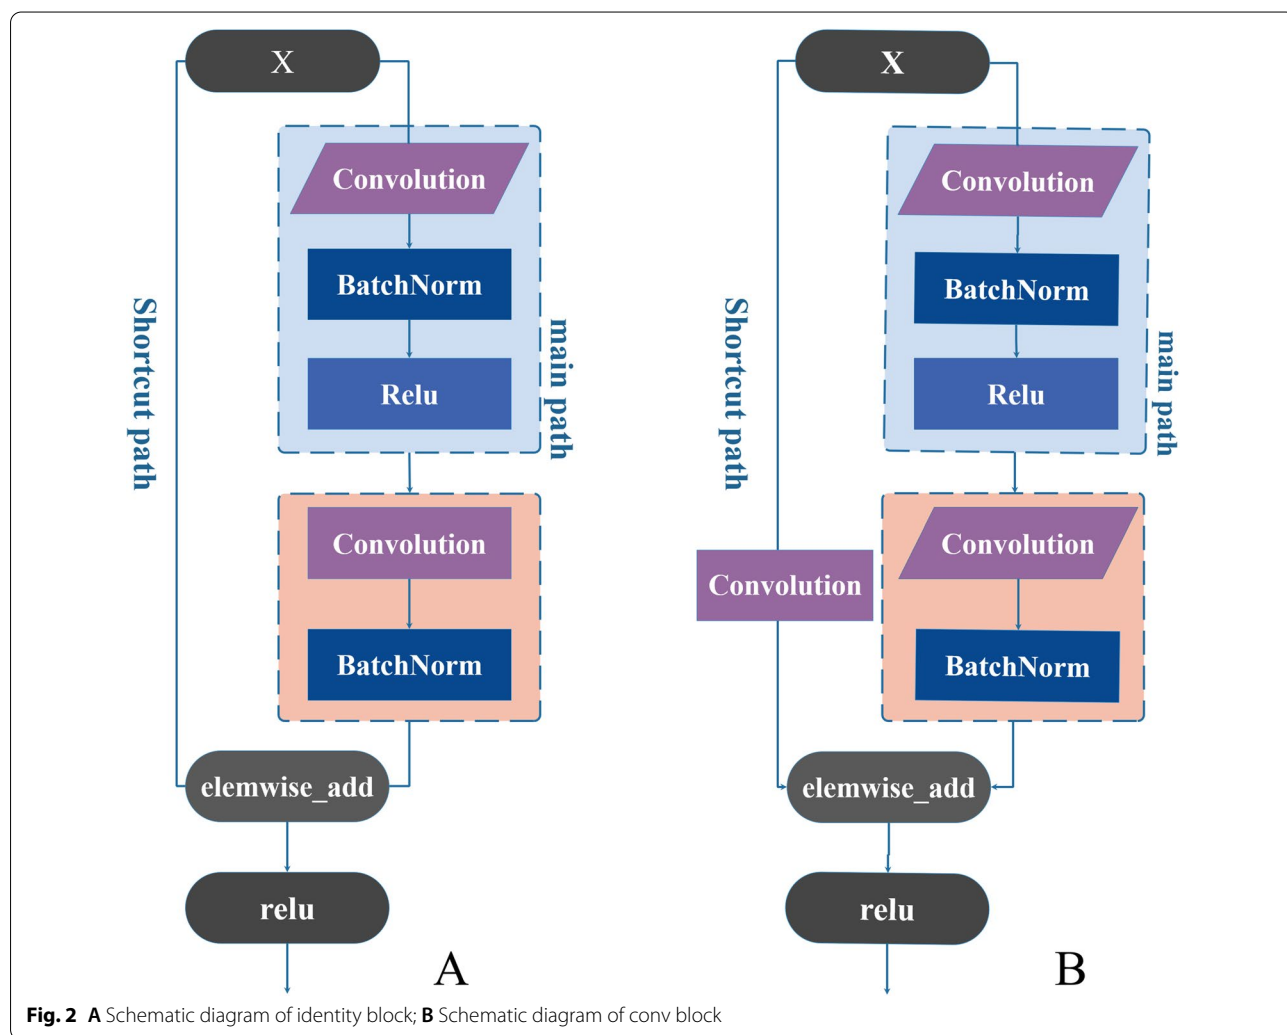 X
Convolution
BatchNorm
Relu
Shortcut path
main path
Convolution
BatchNorm
elemwise_add
relu
A
X
Convolution
BatchNorm
Relu
Shortcut path
main path
Convolution
Convolution
BatchNorm
elemwise_add
relu
B
Fig. 2 A Schematic diagram of identity block; B Schematic diagram of conv block